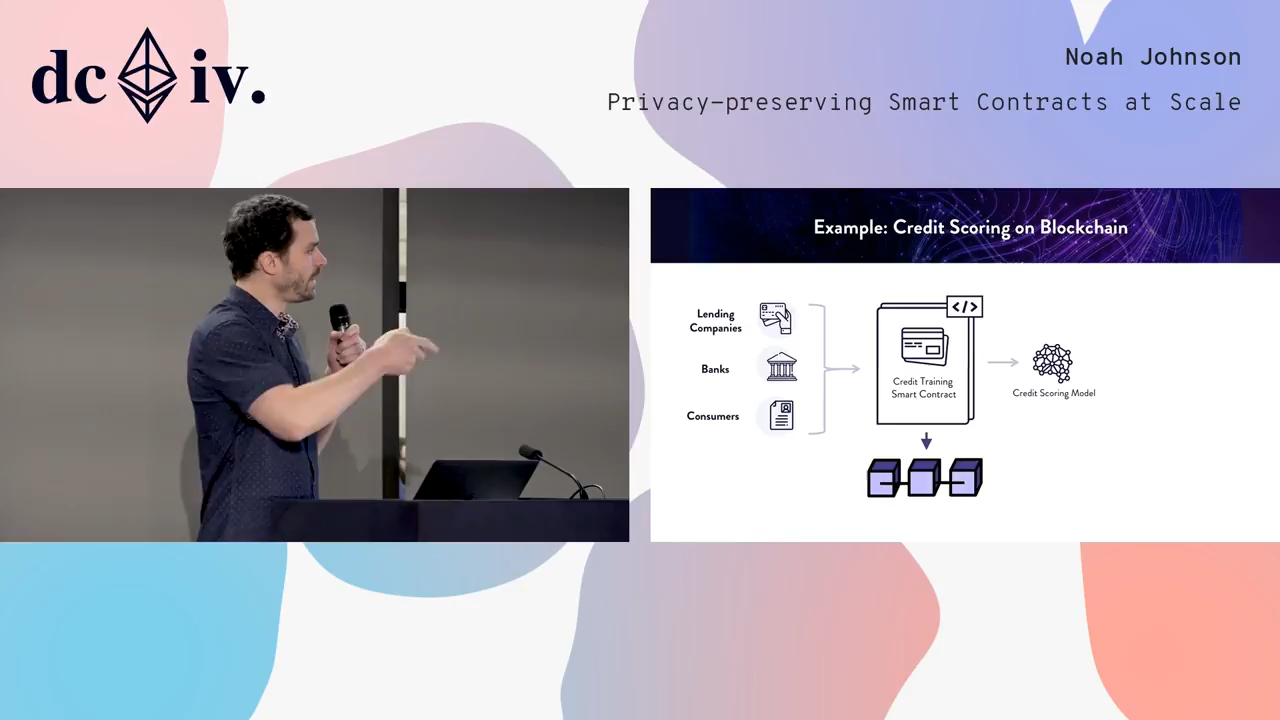 dc iv.
Noah Johnson
Privacy-preserving Smart Contracts at Scale
Example: Credit Scoring on Blockchain
Lending
Companies
Banks
Consumers
</>
Credit Training
Smart Contract
Credit Scoring Model